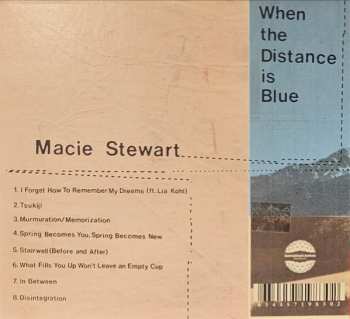 When
the
Distance
is
Blue
Macie Stewart
1. I Forget How To Remember My Dreams (ft. Lia Kohl)
2. Tsukiji
3. Murmuration/Memorization
4. Spring Becomes You, Spring Becomes New
5. Stairwell (Before and After)
6. What Fills You Up Won't Leave an Empty Cup
7. In Between
8. Disintegration